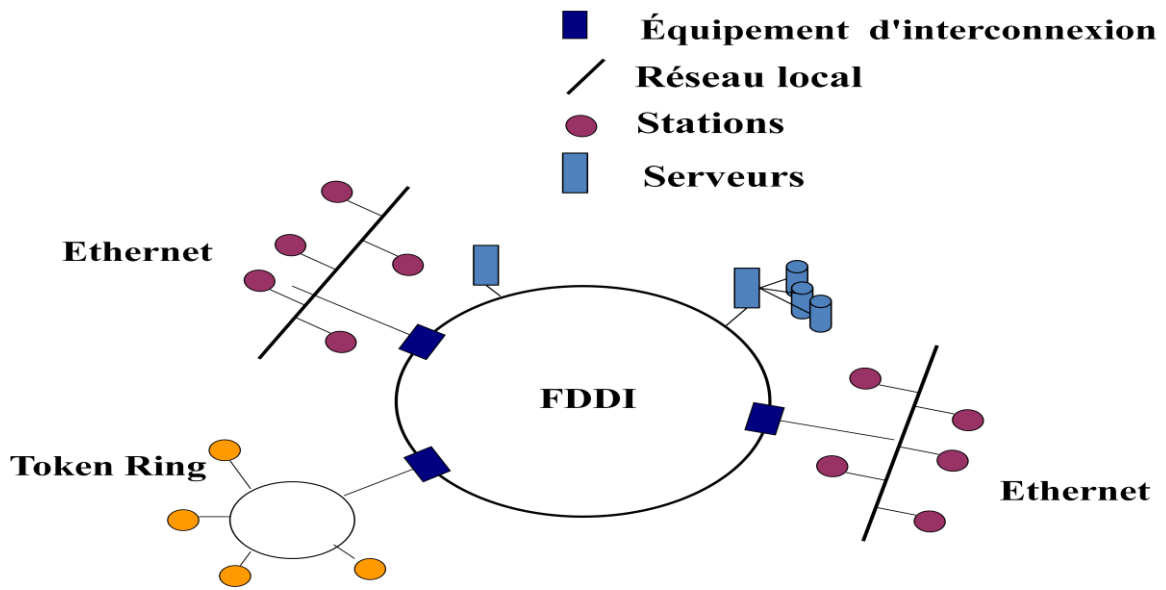 Équipement d'interconnexion
Réseau local
Stations
Serveurs
Ethernet
FDDI
Token Ring
Ethernet